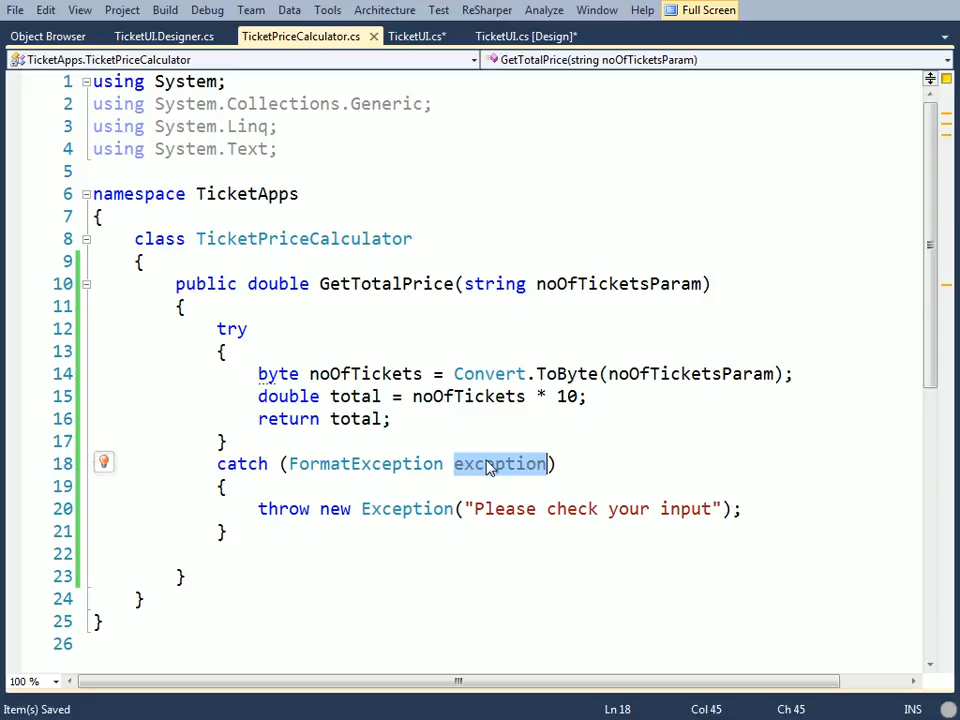 File Edit View Project Build Debug Team Data Tools Architecture Test ReSharper Analyze Window Help Full Screen
Object Browser TicketUI.Designer.cs TicketPriceCalculator.cs TicketUI.cs* TicketUI.cs [Design]*
TicketApps.TicketPriceCalculator GetTotalPrice(string noOfTicketsParam)
1 using System;
2 using System.Collections.Generic;
3 using System.Linq;
4 using System.Text;
5
6 namespace TicketApps
7 {
8 class TicketPriceCalculator
9 {
10 public double GetTotalPrice(string noOfTicketsParam)
11 {
12 try
13 {
14 byte noOfTickets = Convert.ToByte(noOfTicketsParam);
15 double total = noOfTickets * 10;
16 return total;
17 }
18 catch (FormatException exception)
19 {
20 throw new Exception("Please check your input");
21 }
22
23 }
24 }
25 }
26
100 %
Item(s) Saved Ln 18 Col 45 Ch 45 INS